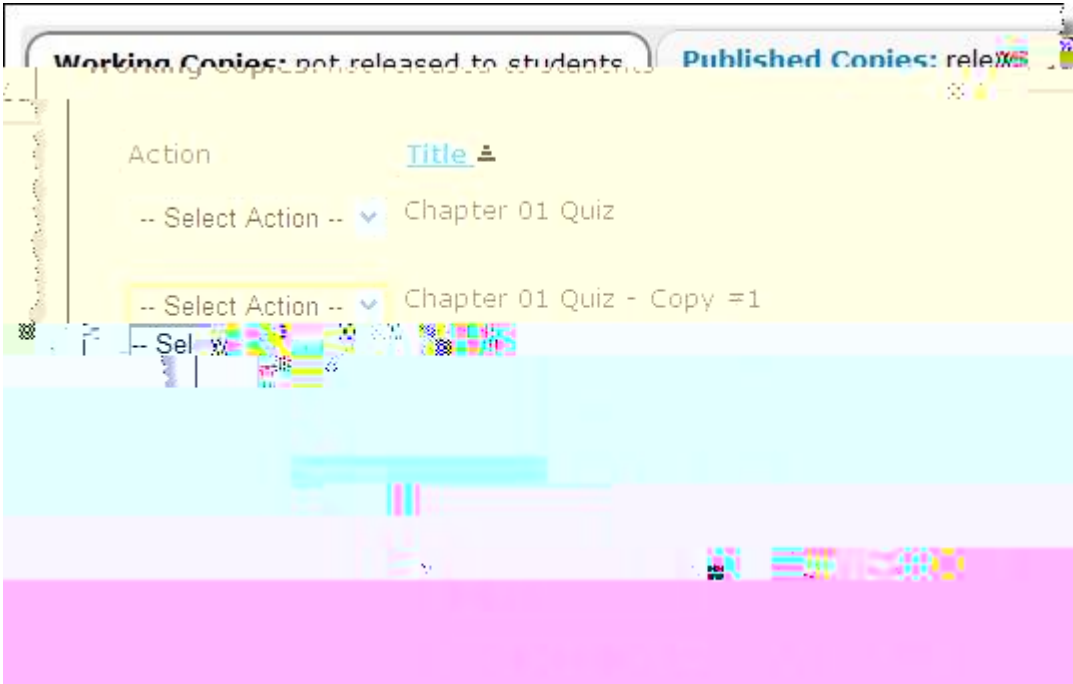 Working Copies: not released to students
Published Copies:
Action
Title
-- Select Action --
Chapter 01 Quiz
-- Select Action --
Chapter 01 Quiz - Copy =1
-- Sel